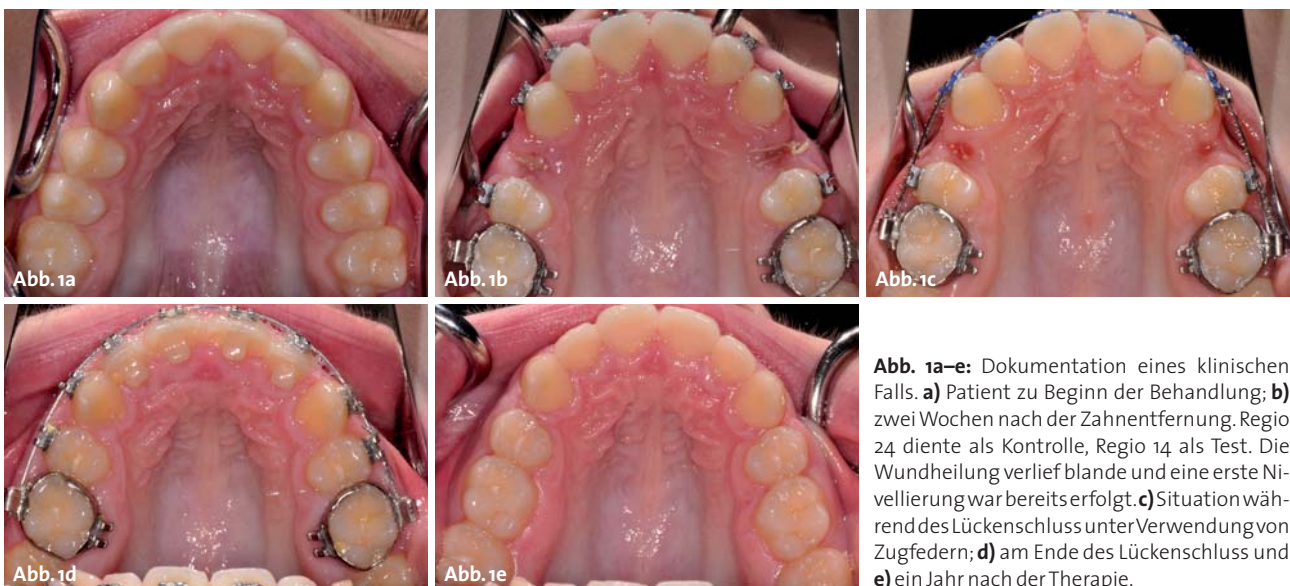 Abb. 1a
Abb. 1b
Abb. 1c
Abb. 1d
Abb. 1e
Abb. 1a–e: Dokumentation eines klinischen
Falls. a) Patient zu Beginn der Behandlung; b)
zwei Wochen nach der Zahnentfernung. Regio
24 diente als Kontrolle, Regio 14 als Test. Die
Wundheilung verlief blande und eine erste Ni-
vellierung war bereits erfolgt. c) Situation wäh-
rend des Lückenschluss unter Verwendung von
Zugfedern; d) am Ende des Lückenschluss und
e) ein Jahr nach der Therapie.